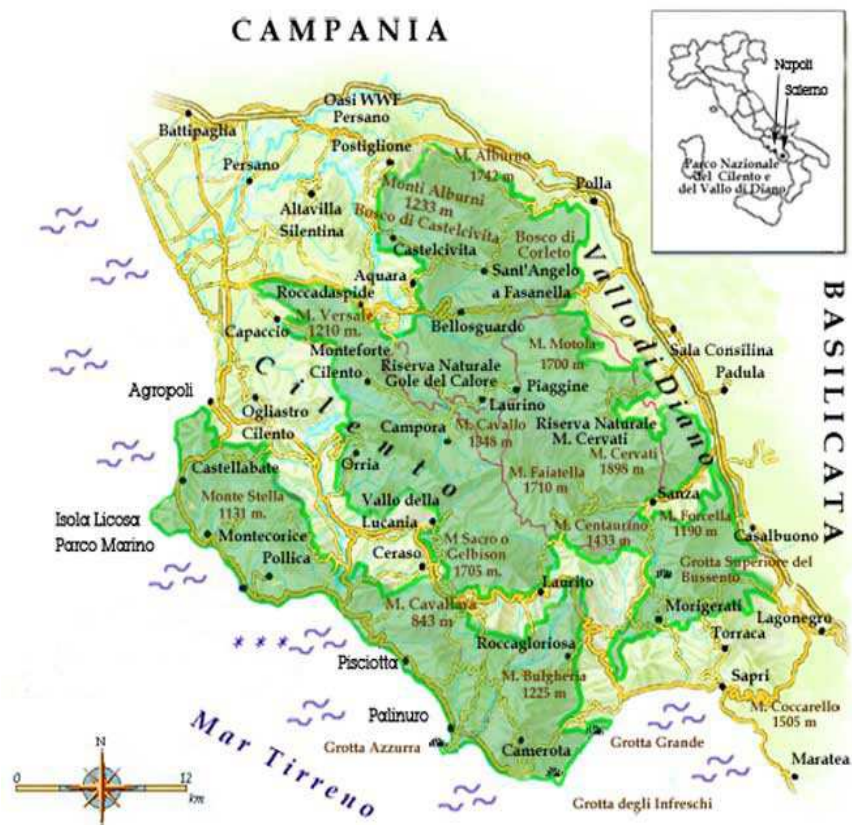 CAMPANIA
Napoli
Salerno
Parco Nazionale
del Cilento e
del Vallo di Diano
Oasi WWF
Persano
Battipaglia
Postiglione
M. Alburno
1742 m
Persano
Polla
Monti Alburni
1233 m
Altavilla
Silentina
Bosco di Castelcivita
Castelcivita
Bosco di
Corleto
Vallo di Diano
Aquara
Sant'Angelo
a Fasanella
BASILICATA
Roccadaspide
M. Versale
1210 m.
Capaccio
Bellosguardo
M. Motola
1700 m
Sala Consilina
Padula
Cilento
Monteforte
Cilento
Riserva Naturale
Gole del Calore
Piaggine
Laurino
Agropoli
Ogliastro
Cilento
Campora
M. Cavallo
1348 m
Riserva Naturale
M. Cervati
M. Cervati
1898 m
Orria
Castellabate
M. Faiatella
1710 m
Monte Stella
1131 m.
Vallo della
Lucania
Sanza
M. Forcella
1190 m
Isola Licosa
Parco Marino
Montecorice
M. Centaurino
1433 m
Casalbuono
M Sacro o
Gelbison
1705 m.
Ceraso
Pollica
Grotta Superiore del
Bussento
Laurito
M. Cavallara
843 m
Morigerati
Lagonegro
Torraca
Roccagloriosa
Pisciotta
Sapri
M. Bulgheria
1225 m
M. Coccarello
1505 m
Palinuro
Mar Tirreno
Grotta Azzurra
Camerota
Grotta Grande
Maratea
N
0
12
km
Grotta degli Infreschi